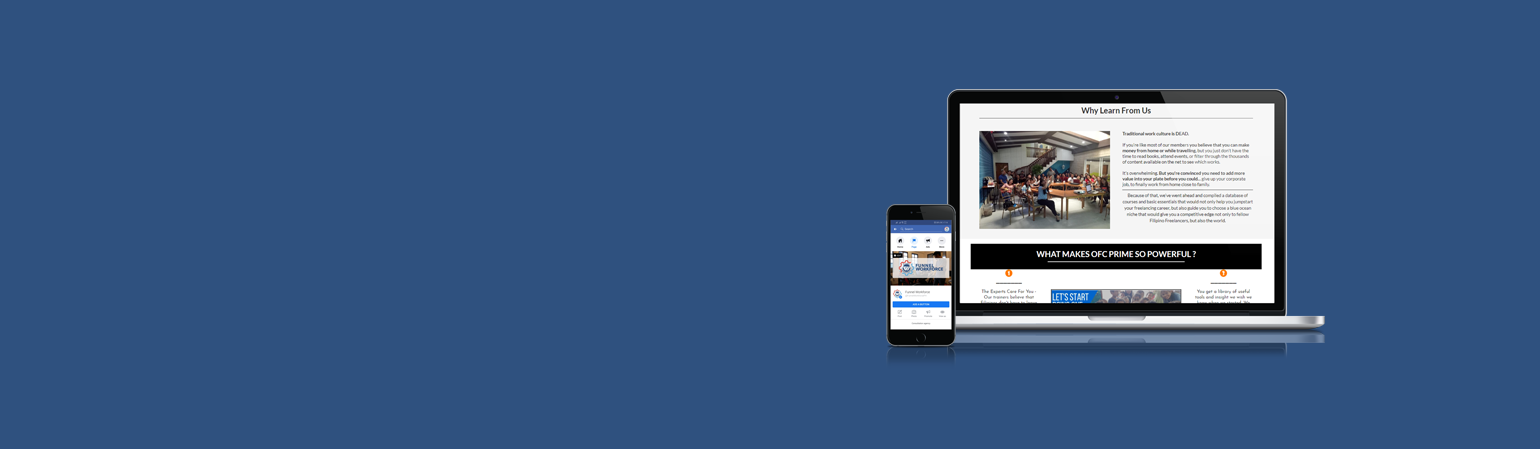 Why Learn From Us
Traditional work culture is DEAD.
If you're like most of our members you believe that you can make
money from home or while travelling, but you just don't have the
time to read books, attend events, or filter through the thousands
of content available on the net to see which works.
It's overwhelming. But you're convinced you need to add more
value into your plate before you could... give up your corporate
job, to finally work from home close to family.
Because of that, we've went ahead and compiled a database of
courses and basic essentials that would not only help you jumpstart
your freelancing career, but also guide you to choose a blue ocean
niche that would give you a competitive edge not only to fellow
Filipino Freelancers, but also the world.
WHAT MAKES OFC PRIME SO POWERFUL ?
The Experts Care For You -
Our mavens believe that
LET'S START
You get a library of useful
tools and insight we wish we
FUNNEL
WORKFORCE
Funnel Workforce